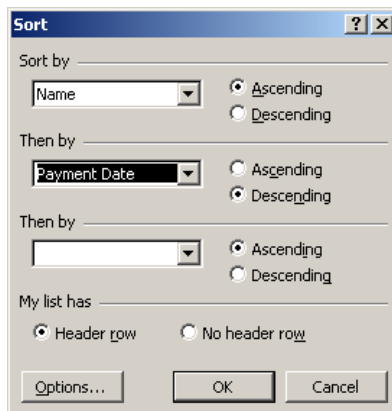 Sort
Sort by
Name
Ascending
Descending
Then by
Payment Date
Ascending
Descending
Then by
Ascending
Descending
My list has
Header row
No header row
Options...
OK
Cancel